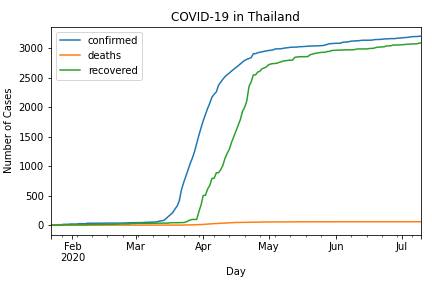 COVID-19 in Thailand
confirmed
deaths
recovered
Number of Cases
3000
2500
2000
1500
1000
500
0
Feb
2020
Mar
Apr
May
Jun
Jul
Day